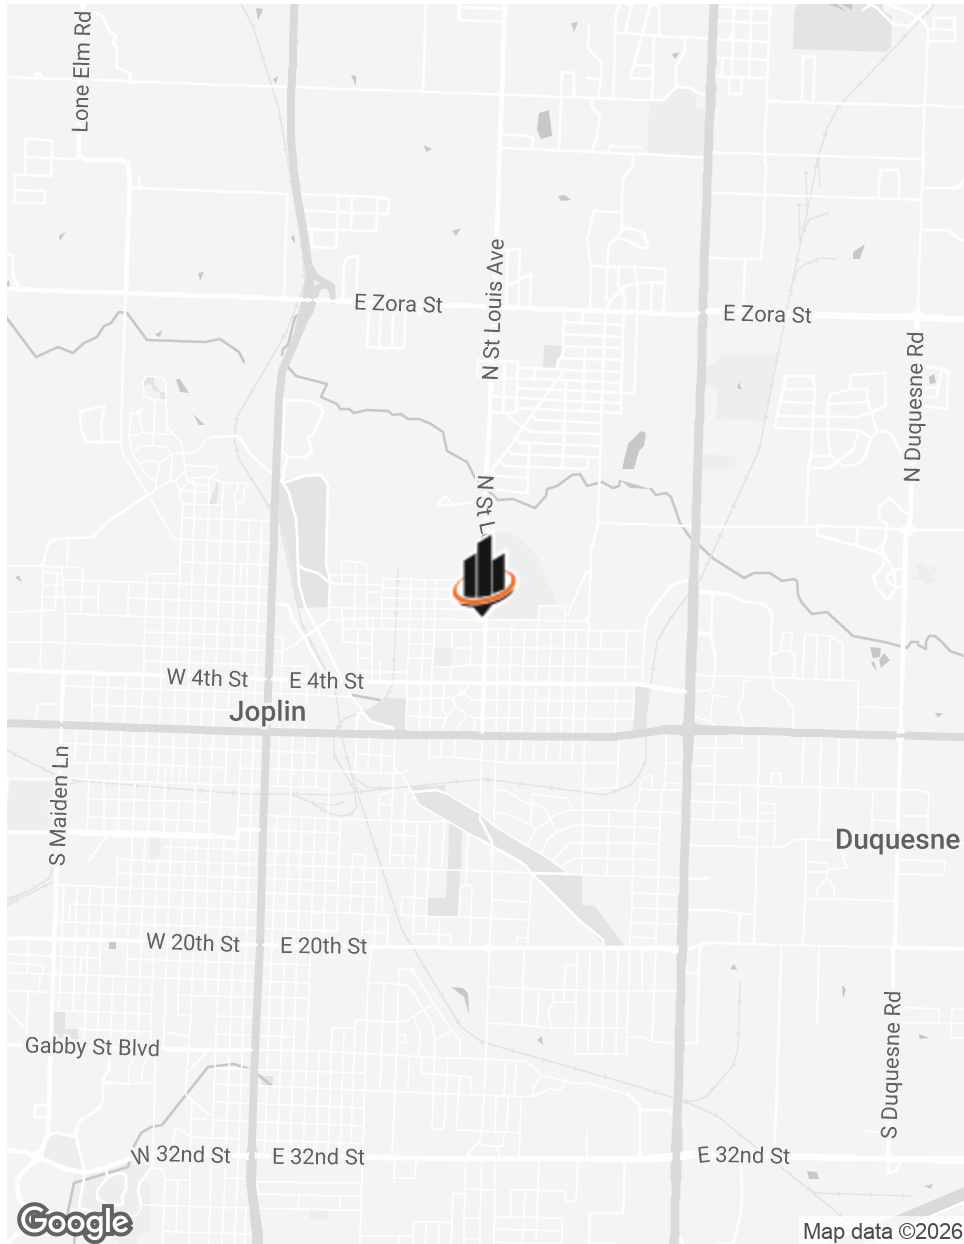 Lone Elm Rd
N St Louis Ave
E Zora St
E Zora St
N Duquesne Rd
N St L
W 4th St
E 4th St
Joplin
S Maiden Ln
Duquesne
W 20th St
E 20th St
S Duquesne Rd
Gabby St Blvd
W 32nd St
E 32nd St
E 32nd St
Google
Map data ©2026